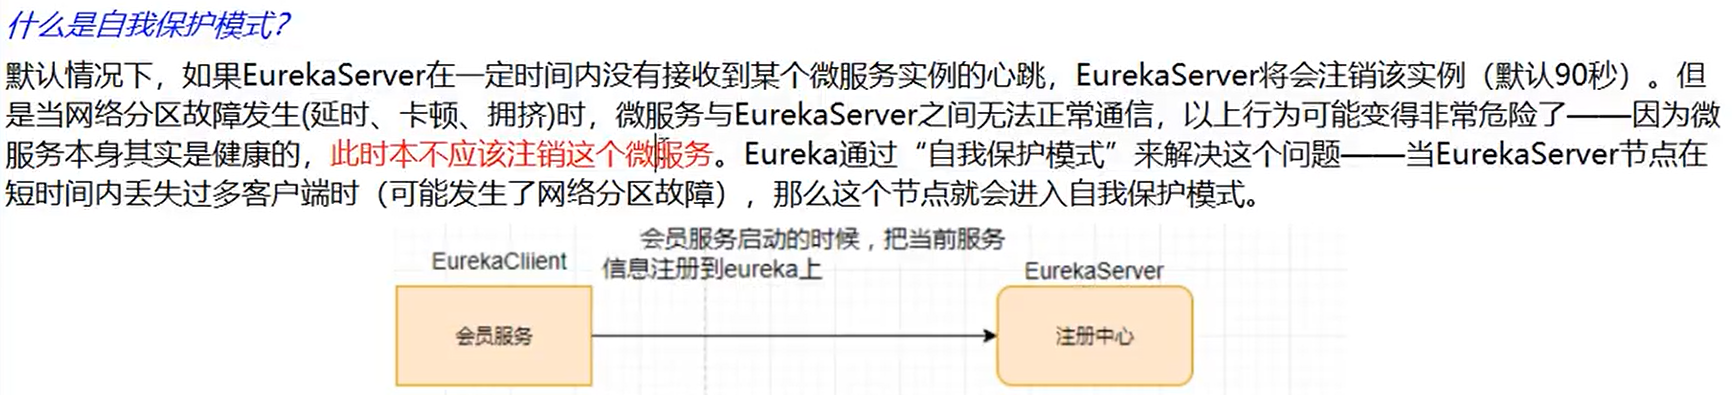 什么是自我保护模式？
默认情况下，如果EurekaServer在一定时间内没有接收到某个微服务实例的心跳，EurekaServer将会注销该实例（默认90秒）。但
是当网络分区故障发生(延时、卡顿、拥挤)时，微服务与EurekaServer之间无法正常通信，以上行为可能变得非常危险了——因为微
服务本身其实是健康的，此时本不应该注销这个微服务。Eureka通过“自我保护模式”来解决这个问题——当EurekaServer节点在
短时间内丢失过多客户端时（可能发生了网络分区故障），那么这个节点就会进入自我保护模式。
会员服务启动的时候，把当前服务
信息注册到eureka上
EurekaCliient
EurekaServer
会员服务
注册中心